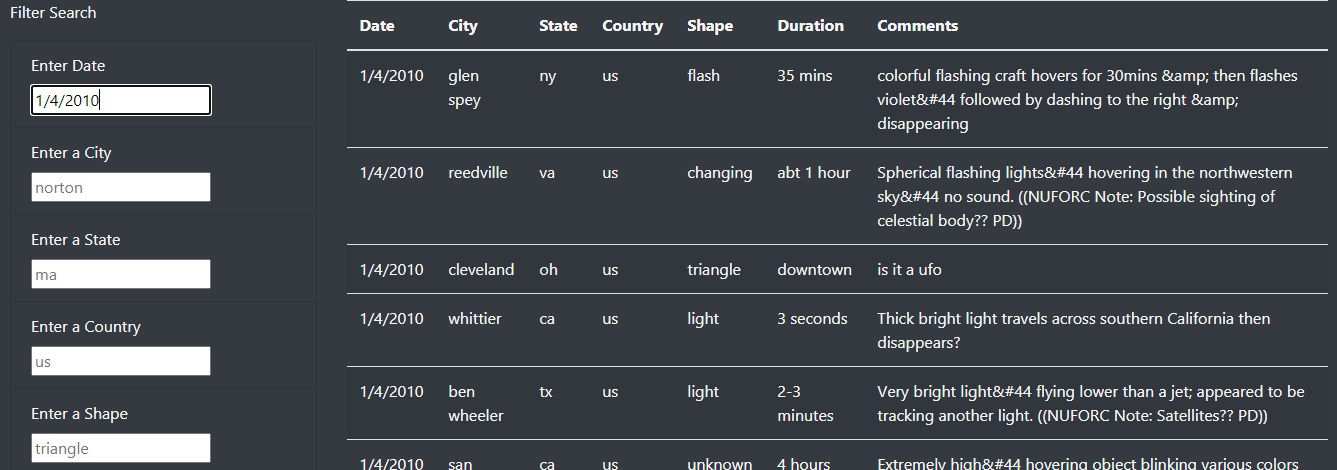 Filter Search
Enter Date
1/4/2010
Enter a City
norton
Enter a State
ma
Enter a Country
us
Enter a Shape
triangle
Date City State Country Shape Duration Comments
1/4/2010 glen ny us flash 35 mins colorful flashing craft hovers for 30mins &amp; then flashes
spey violet&#44 followed by dashing to the right &amp;
disappearing
1/4/2010 reedville va us changing abt 1 hour Spherical flashing lights&#44 hovering in the northwestern
sky&#44 no sound. ((NUFORC Note: Possible sighting of
celestial body?? PD))
1/4/2010 cleveland oh us triangle downtown is it a ufo
1/4/2010 whittier ca us light 3 seconds Thick bright light travels across southern California then
disappears?
1/4/2010 ben tx us light 2-3 Very bright light&#44 flying lower than a jet; appeared to be
wheeler minutes tracking another light. ((NUFORC Note: Satellites?? PD))
1/4/2010 san ca us unknown 4 hours Extremely high&#44 hovering object blinking various colors